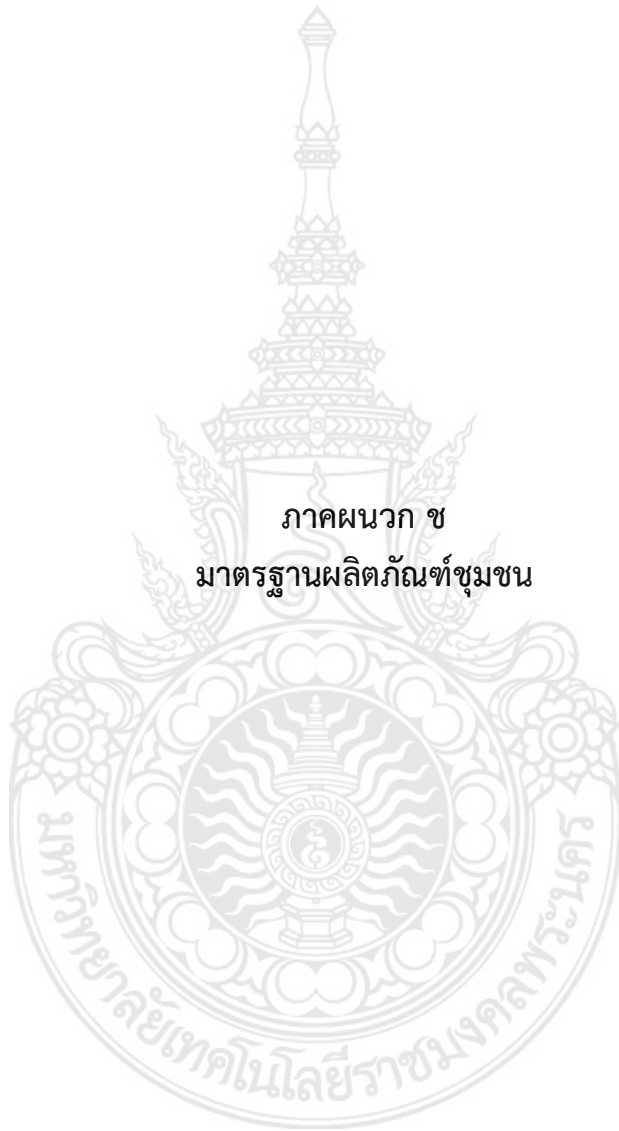 ภาคผนวก ช
มาตรฐานผลิตภัณฑ์ชุมชน
มหาวิทยาลัยเทคโนโลยีราชมงคลพระนคร